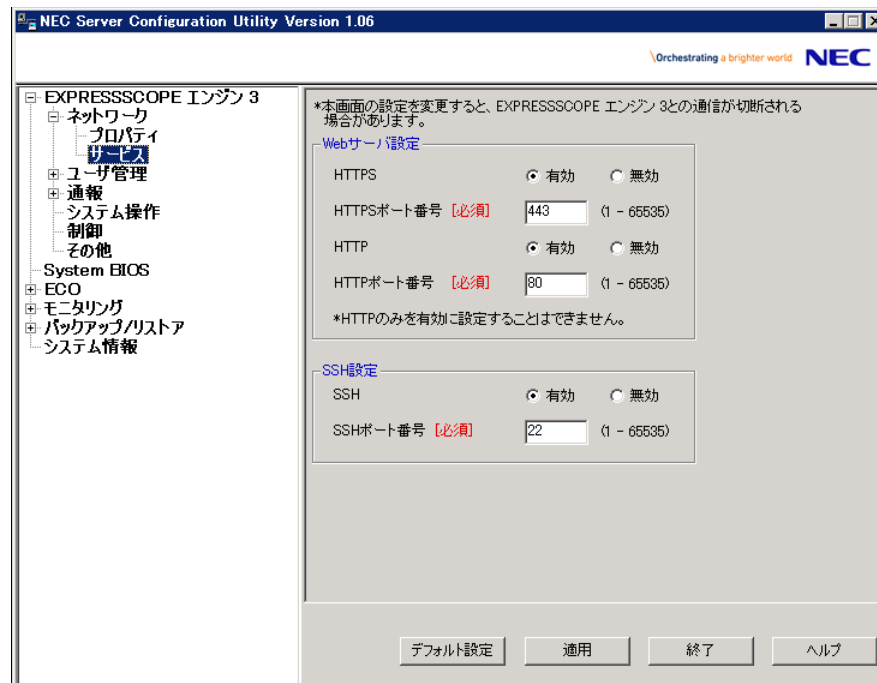 NEC Server Configuration Utility Version 1.06
\Orchestrating a brighter world NEC
EXPRESSSCOPE エンジン 3
ネットワーク
プロパティ
サービス
ユーザ管理
通報
システム操作
制御
その他
System BIOS
ECO
モニタリング
バックアップ/リストア
システム情報
*本画面の設定を変更すると、EXPRESSSCOPE エンジン 3との通信が切断される
場合があります。
Webサーバ設定
HTTPS 有効 無効
HTTPSポート番号 [必須] 443 (1 - 65535)
HTTP 有効 無効
HTTPポート番号 [必須] 80 (1 - 65535)
*HTTPのみを有効に設定することはできません。
SSH設定
SSH 有効 無効
SSHポート番号 [必須] 22 (1 - 65535)
デフォルト設定 適用 終了 ヘルプ